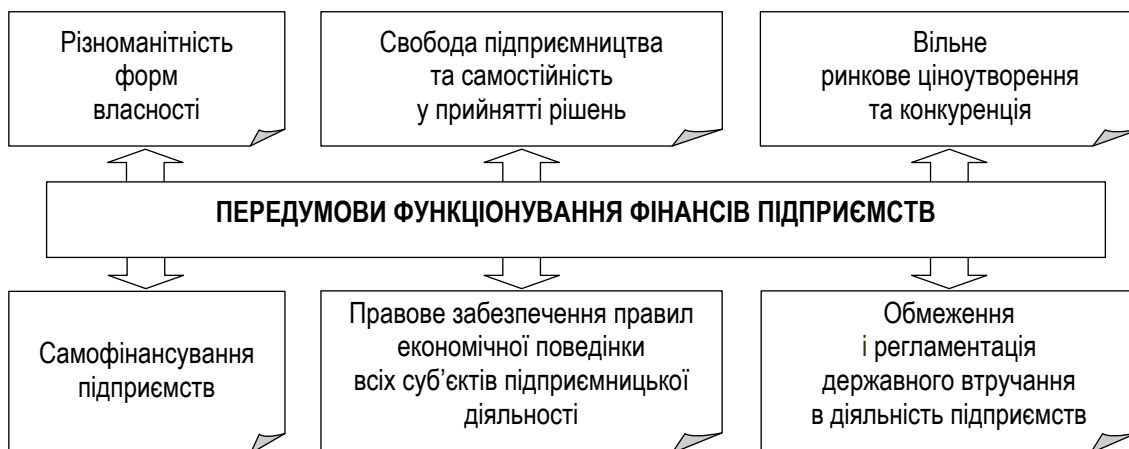 Різноманітність
форм
власності
Свобода підприємництва
та самостійність
у прийнятті рішень
Вільне
ринкове ціноутворення
та конкуренція
ПЕРЕДУМОВИ ФУНКЦІОНУВАННЯ ФІНАНСІВ ПІДПРИЄМСТВ
Самофінансування
підприємств
Правове забезпечення правил
економічної поведінки
всіх суб’єктів підприємницької
діяльності
Обмеження
і регламентація
державного втручання
в діяльність підприємств